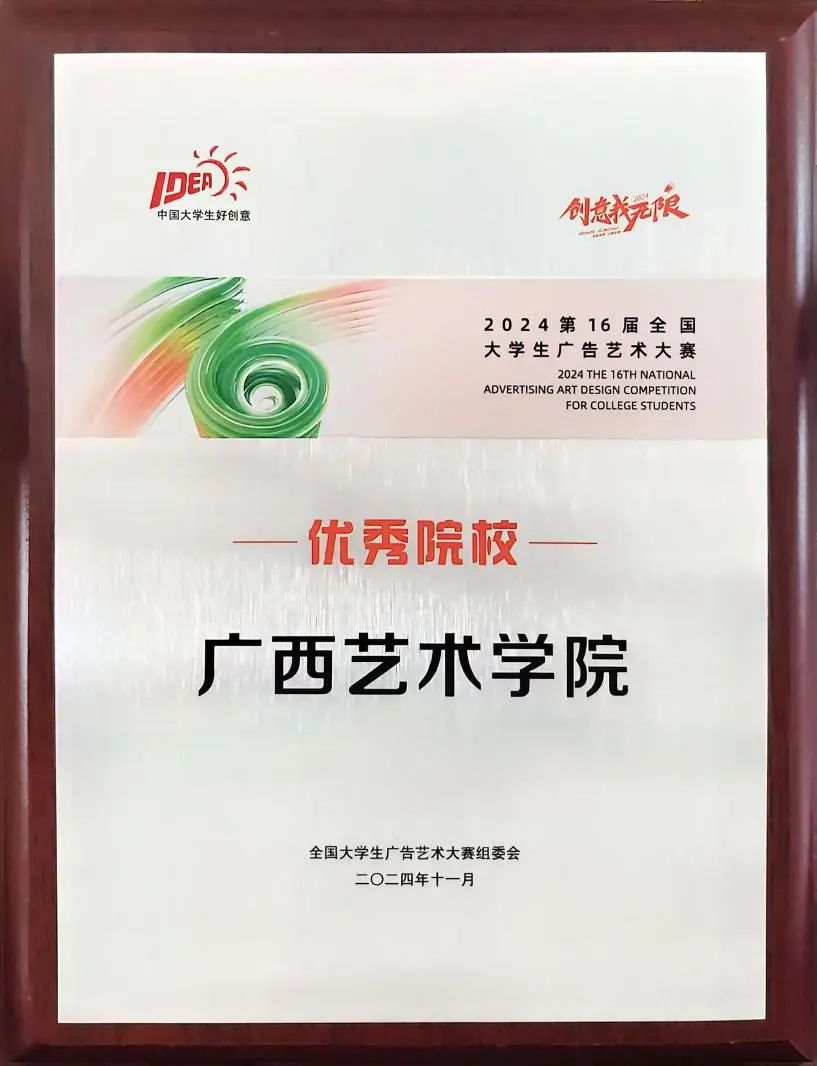 IDEA
中国大学生好创意
创意我无限
2024
2024第16届全国
大学生广告艺术大赛
2024 THE 16TH NATIONAL
ADVERTISING ART DESIGN COMPETITION
FOR COLLEGE STUDENTS
优秀院校
广西艺术学院
全国大学生广告艺术大赛组委会
二〇二四年十一月